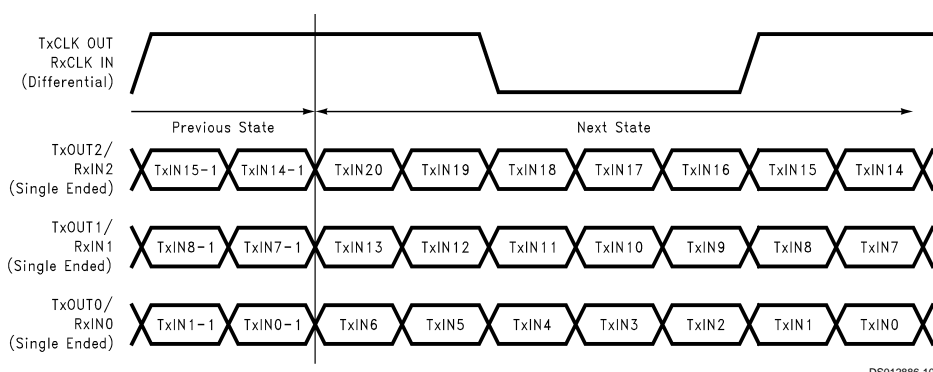 TxCLK OUT
RxCLK IN
(Differential)
Previous State
Next State
TxOUT2/
RxIN2
(Single Ended)
TxIN15-1 TxIN14-1 TxIN20 TxIN19 TxIN18 TxIN17 TxIN16 TxIN15 TxIN14
TxOUT1/
RxIN1
(Single Ended)
TxIN8-1 TxIN7-1 TxIN13 TxIN12 TxIN11 TxIN10 TxIN9 TxIN8 TxIN7
TxOUT0/
RxIN0
(Single Ended)
TxIN1-1 TxIN0-1 TxIN6 TxIN5 TxIN4 TxIN3 TxIN2 TxIN1 TxIN0